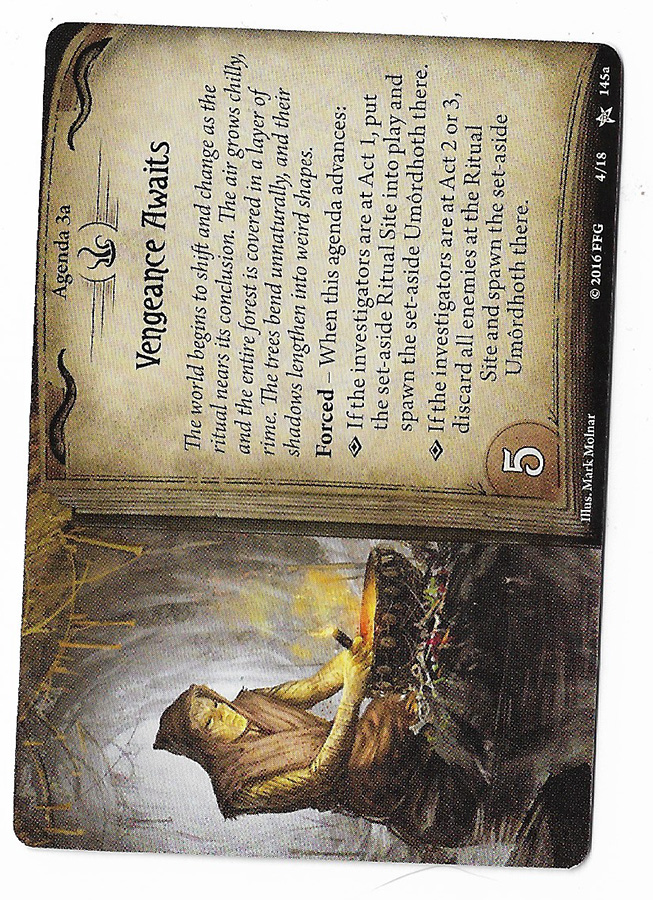 Agenda 3a
Vengeance Awaits
The world begins to shift and change as the
ritual nears its conclusion. The air grows chilly,
and the entire forest is covered in a layer of
rime. The trees bend unnaturally, and their
shadows lengthen into weird shapes.
Forced – When this agenda advances:
If the investigators are at Act 1, put
the set-aside Ritual Site into play and
spawn the set-aside Umôrdhoth there.
If the investigators are at Act 2 or 3,
discard all enemies at the Ritual
Site and spawn the set-aside
Umôrdhoth there.
5
Illus. Mark Molnar
© 2016 FFG
4/18
145a